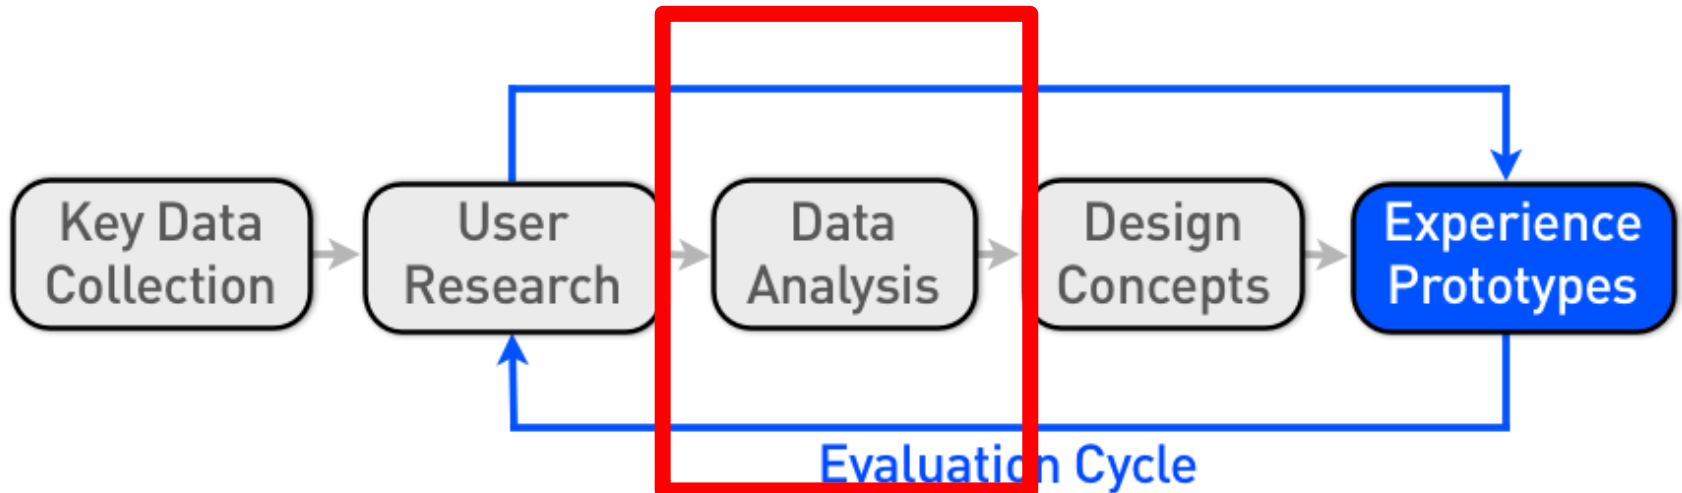 Key Data
Collection
User
Research
Data
Analysis
Design
Concepts
Experience
Prototypes
Evaluation Cycle